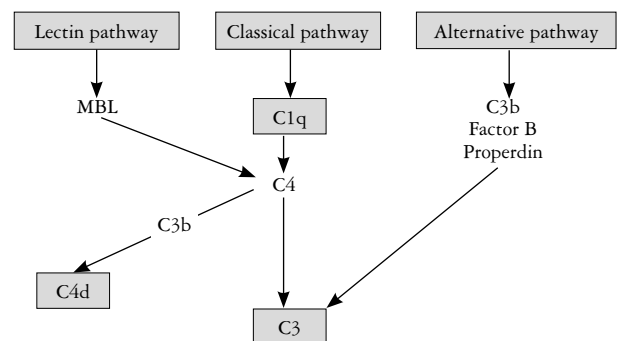 Lectin pathway
Classical pathway
Alternative pathway
MBL
C1q
C3b
Factor B
Properdin
C4
C3b
C4d
C3